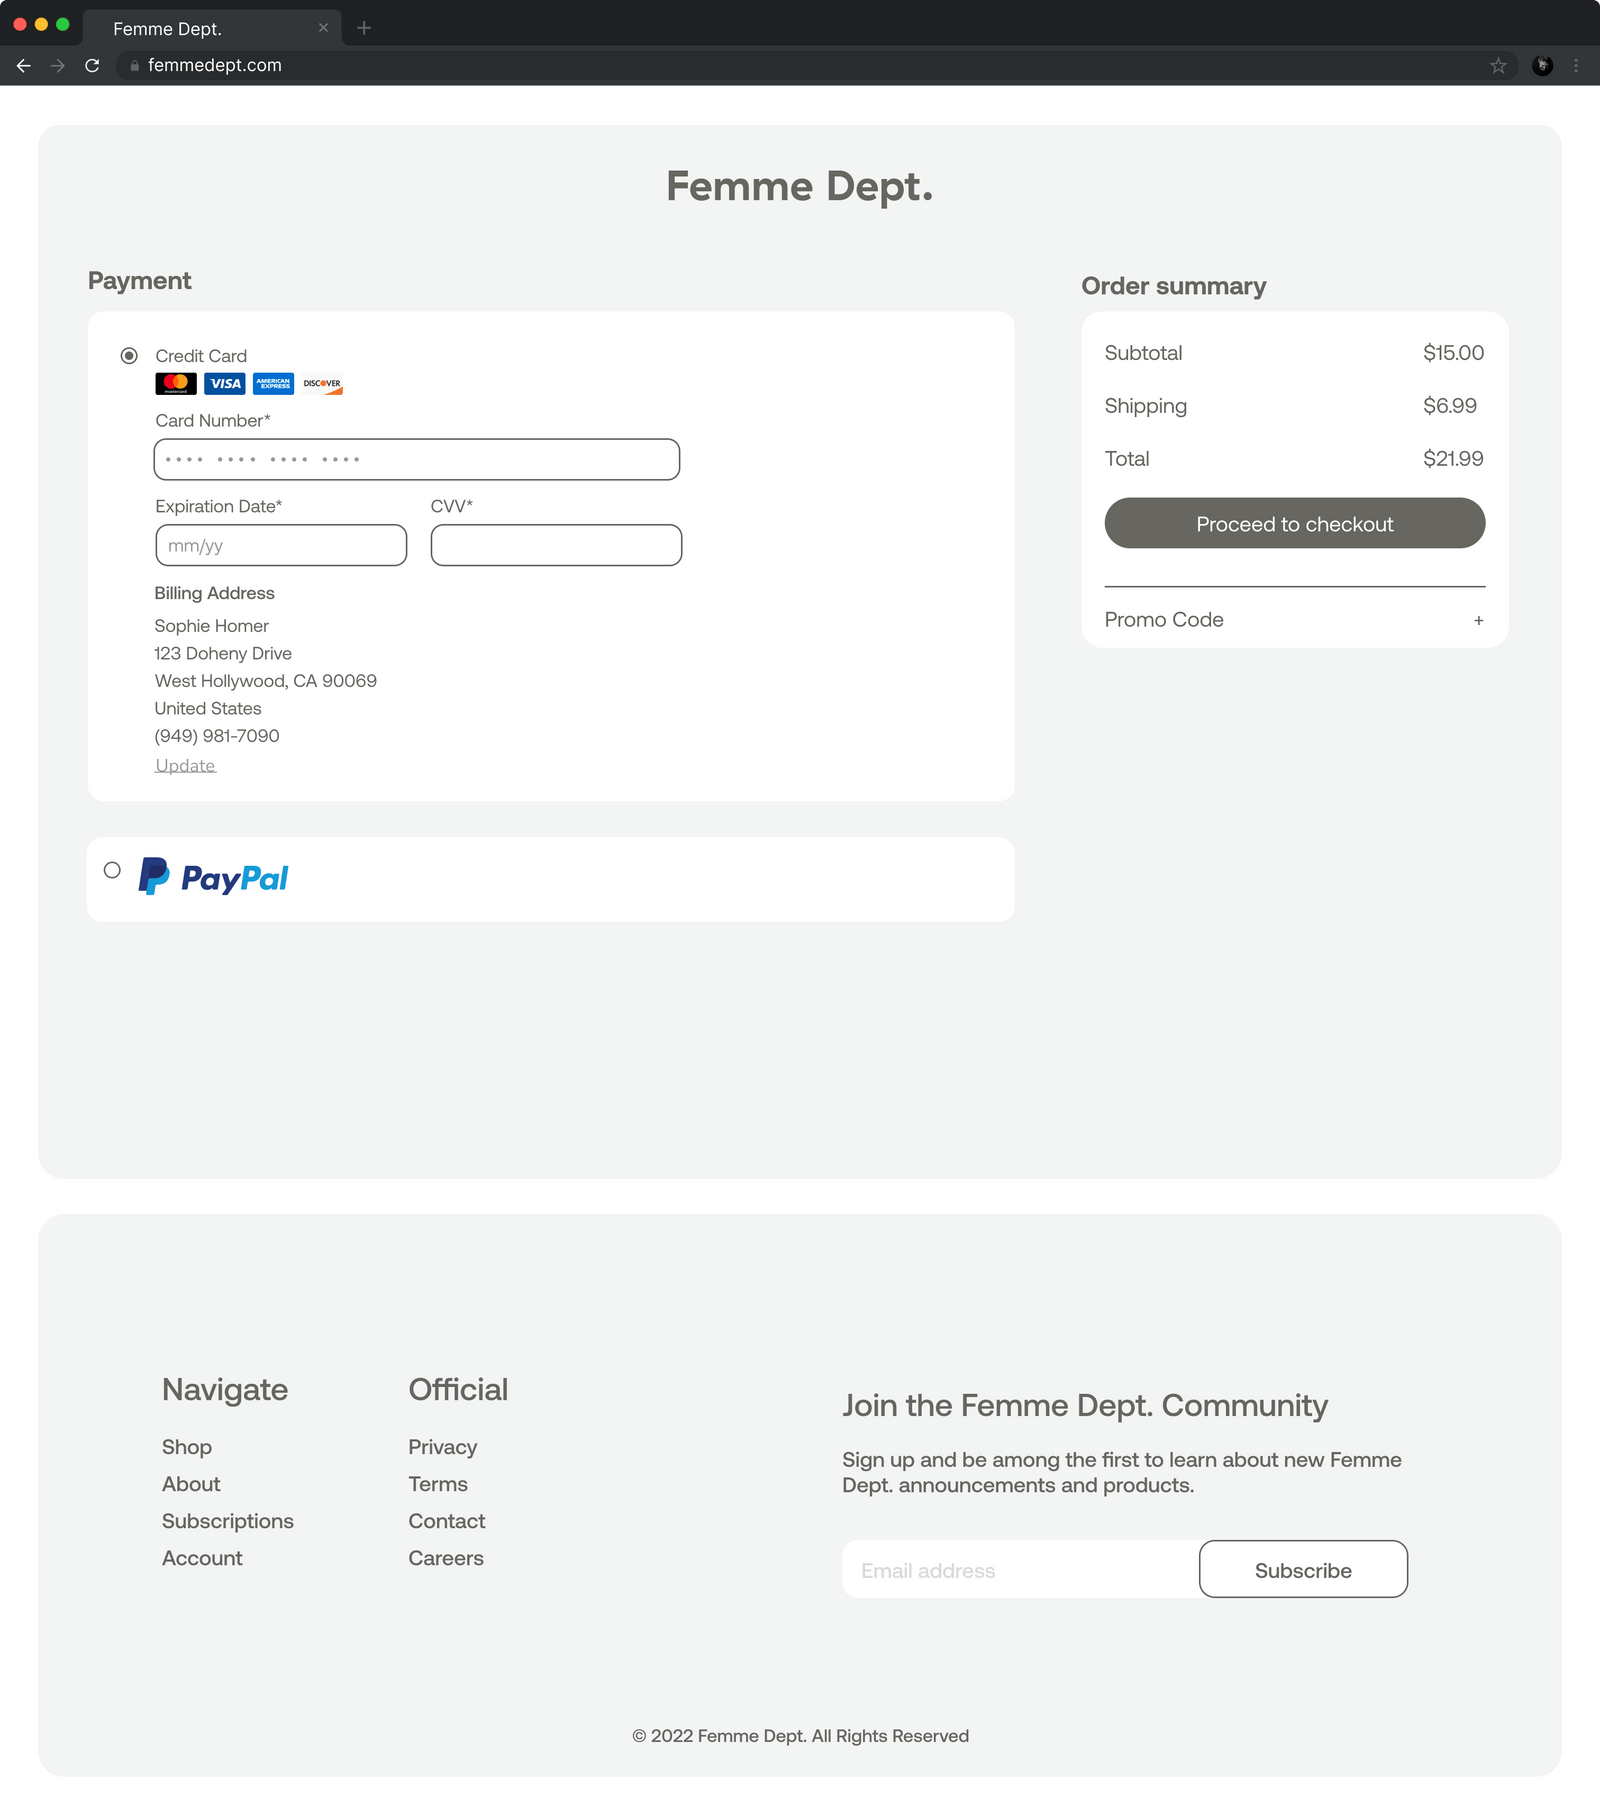 Femme Dept.
femmedept.com
Femme Dept.
Payment
Credit Card
mastercard VISA AMERICAN EXPRESS DISCOVER
Card Number*
•••• •••• •••• ••••
Expiration Date* CVV*
mm/yy
Billing Address
Sophie Homer
123 Doheny Drive
West Hollywood, CA 90069
United States
(949) 981-7090
Update
PayPal
Order summary
Subtotal $15.00
Shipping $6.99
Total $21.99
Proceed to checkout
Promo Code +
Navigate
Shop
About
Subscriptions
Account
Official
Privacy
Terms
Contact
Careers
Join the Femme Dept. Community
Sign up and be among the first to learn about new Femme
Dept. announcements and products.
Email address Subscribe
© 2022 Femme Dept. All Rights Reserved